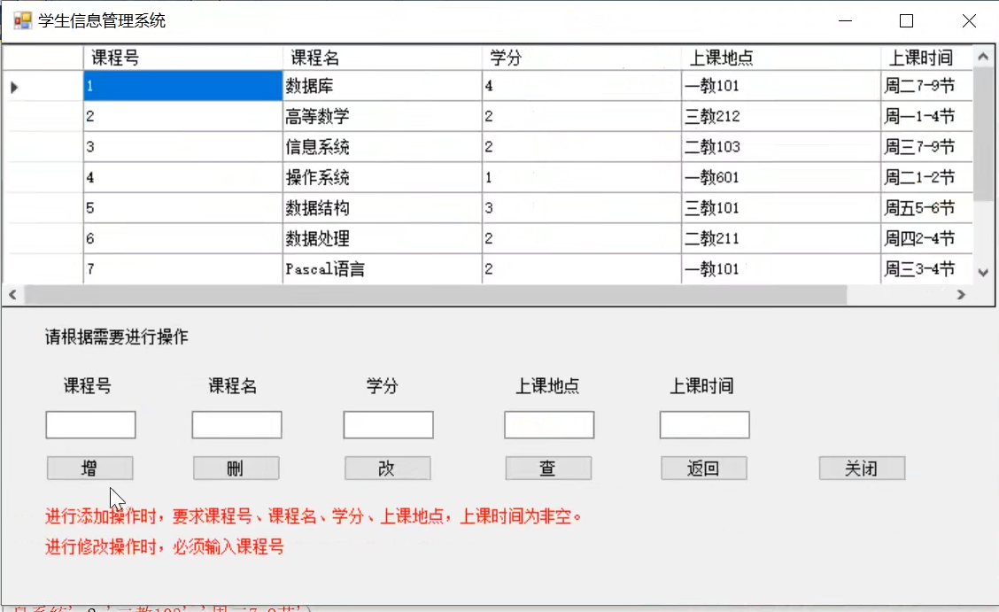 学生信息管理系统
课程号 课程名 学分 上课地点 上课时间
1 数据库 4 一教101 周二7-9节
2 高等数学 2 三教212 周一1-4节
3 信息系统 2 二教103 周三7-9节
4 操作系统 1 一教601 周二1-2节
5 数据结构 3 三教101 周五5-6节
6 数据处理 2 二教211 周四2-4节
7 Pascal语言 2 一教101 周三3-4节
请根据需要进行操作
课程号 课程名 学分 上课地点 上课时间
增 删 改 查 返回 关闭
进行添加操作时，要求课程号、课程名、学分、上课地点，上课时间为非空。
进行修改操作时，必须输入课程号